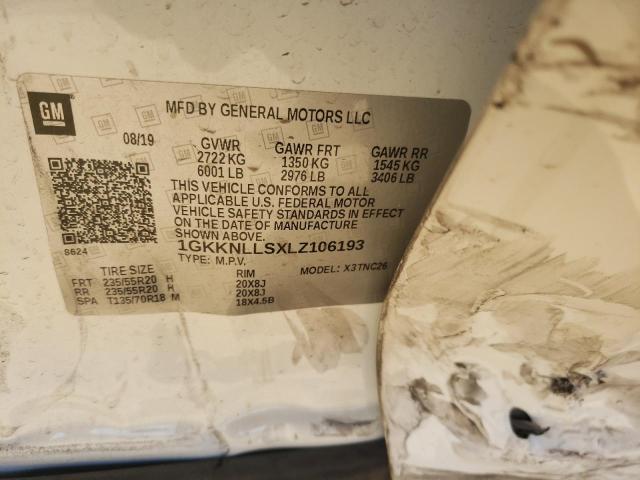 GM
MFD BY GENERAL MOTORS LLC
08/19
GVWR GAWR FRT GAWR RR
2722 KG 1350 KG 1545 KG
6001 LB 2976 LB 3406 LB
THIS VEHICLE CONFORMS TO ALL
APPLICABLE U.S. FEDERAL MOTOR
VEHICLE SAFETY STANDARDS IN EFFECT
ON THE DATE OF MANUFACTURE
SHOWN ABOVE.
1GKKNLLSXLZ106193
8624
TYPE: M.P.V. MODEL: X3TNC26
TIRE SIZE RIM
FRT 235/55R20 H 20X8J
RR 235/55R20 H 20X8J
SPA T135/70R18 M 18X4.5B